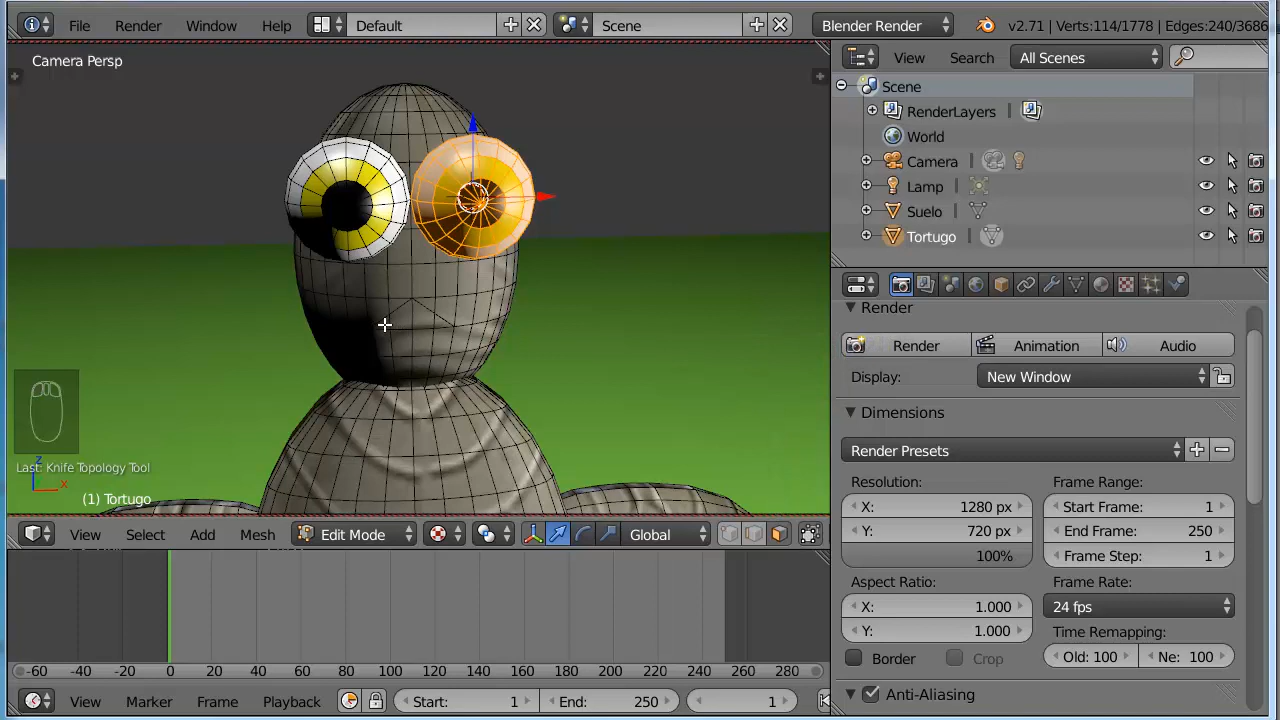 File Render Window Help Default Scene Blender Render v2.71 | Verts:114/1778 | Edges:240/3686
Camera Persp
View Search All Scenes
Scene
RenderLayers
World
Camera
Lamp
Suelo
Tortugo
Render
Render Animation Audio
Display: New Window
Dimensions
Render Presets
Resolution: Frame Range:
X: 1280 px Start Frame: 1
Y: 720 px End Frame: 250
100% Frame Step: 1
Aspect Ratio: Frame Rate:
X: 1.000 24 fps
Y: 1.000 Time Remapping:
Border Crop Old: 100 Ne: 100
Anti-Aliasing
Last: Knife Topology Tool
z
x
(1) Tortugo
View Select Add Mesh Edit Mode Global
-60 -40 -20 0 20 40 60 80 100 120 140 160 180 200 220 240 260 280
View Marker Frame Playback Start: 1 End: 250 1